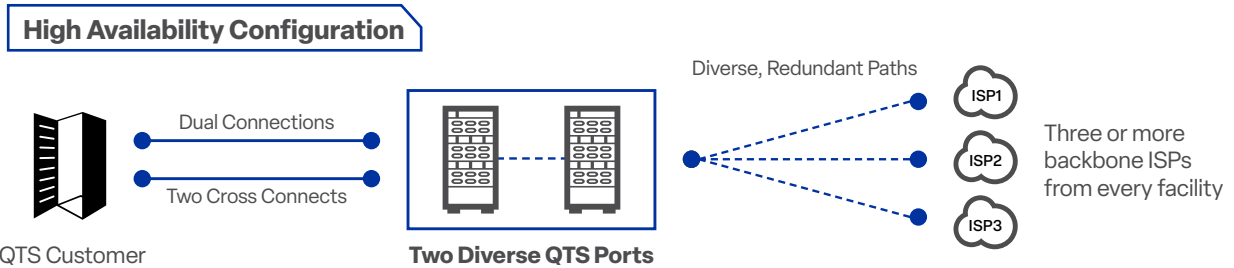 High Availability Configuration
Diverse, Redundant Paths
Dual Connections
Two Cross Connects
ISP1
ISP2
ISP3
Three or more
backbone ISPs
from every facility
QTS Customer
Two Diverse QTS Ports